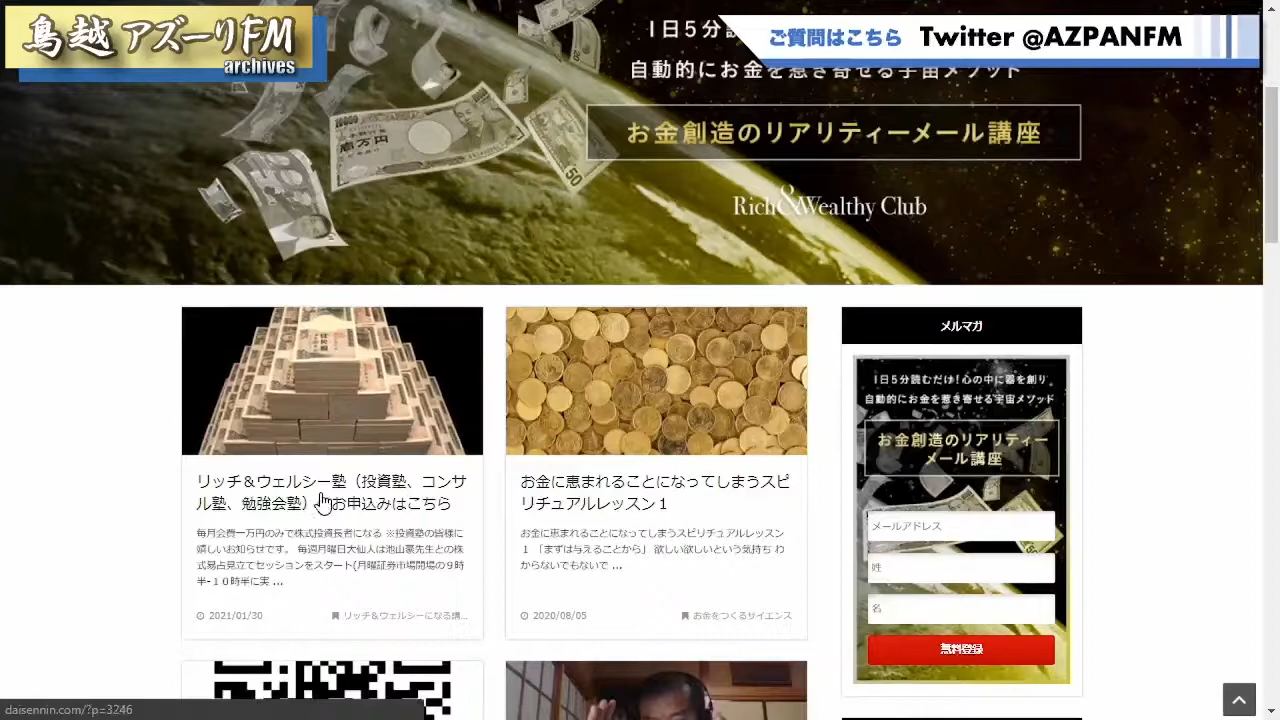 鳥越アズーリFM
archives
ご質問はこちら Twitter @AZPANFM
1日5分
自動的にお金を惹き寄せる宇宙メソッド
お金創造のリアリティーメール講座
Rich&Wealthy Club
メルマガ
1日5分読むだけ!心の中に器を創り
自動的にお金を惹き寄せる宇宙メソッド
お金創造のリアリティー
メール講座
メールアドレス
姓
名
無料登録
リッチ&ウェルシー塾（投資塾、コンサ
ル塾、勉強会塾）お申込みはこちら
毎月会費一万円のみで株式投資長者になる ※投資塾の皆様に
嬉しいお知らせです。 毎週月曜日大仙人は池山豪先生との株
式易占見立てセッションをスタート(月曜証券市場開場の９時
半-１０時半に実 ...
2021/01/30
リッチ＆ウェルシーになる講...
お金に恵まれることになってしまうスピ
リチュアルレッスン１
お金に恵まれることになってしまうスピリチュアルレッスン
１ 「まずは与えることから」 欲しい欲しいという気持ち わ
からないでもないで ...
2020/08/05
お金をつくるサイエンス
daisennin.com/?p=3246